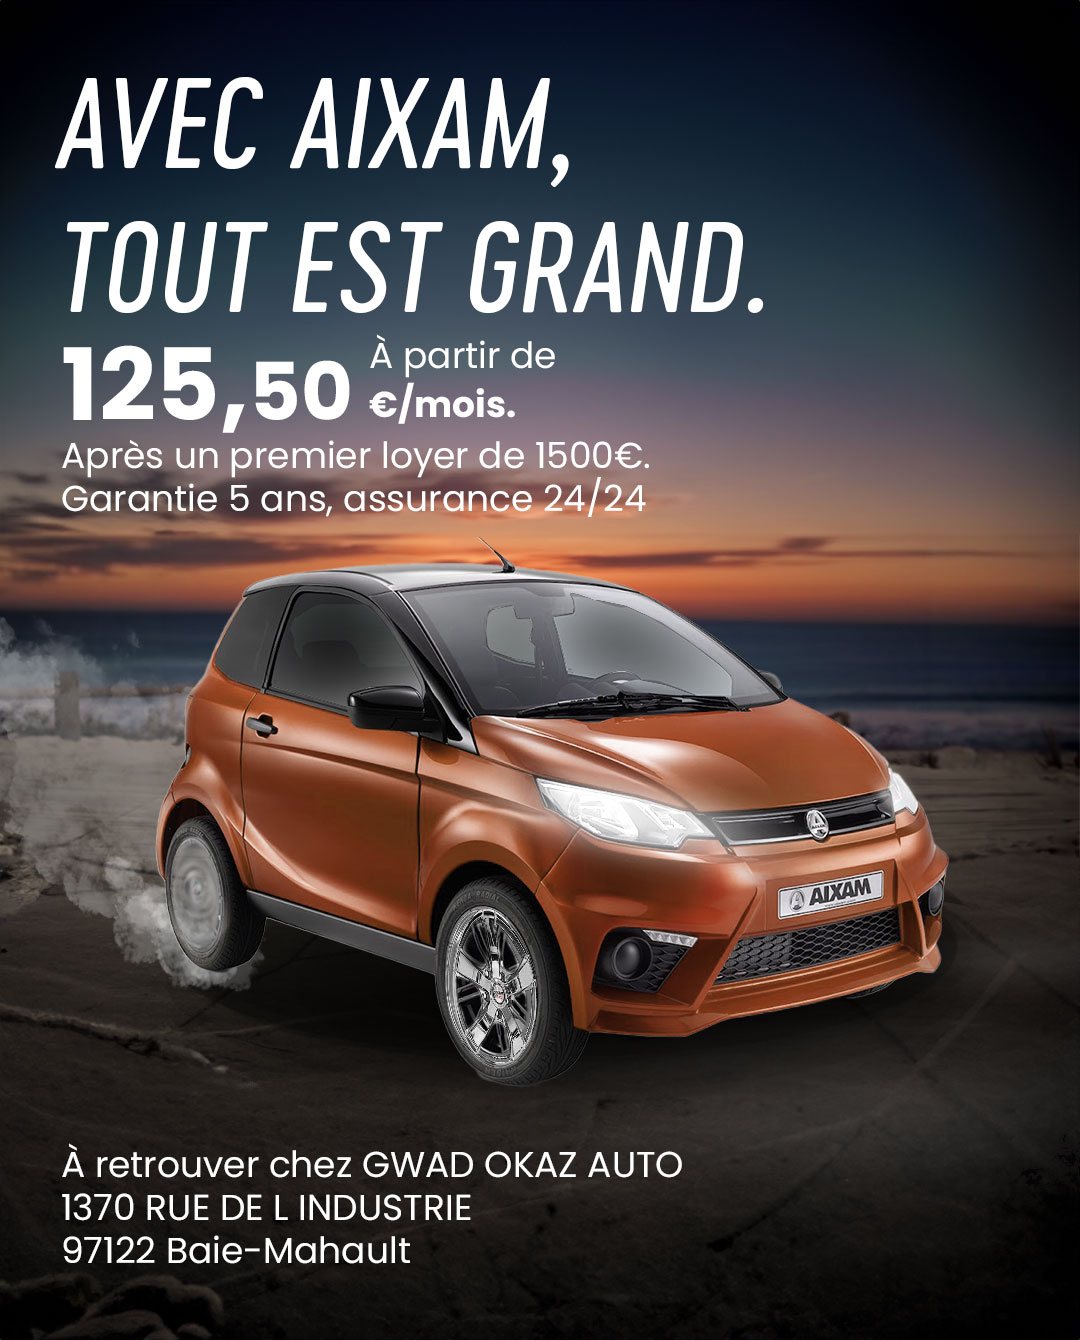 AVEC AIXAM,
TOUT EST GRAND.
125,50 À partir de
€/mois.
Après un premier loyer de 1500€.
Garantie 5 ans, assurance 24/24
AIXAM
À retrouver chez GWAD OKAZ AUTO
1370 RUE DE L INDUSTRIE
97122 Baie-Mahault